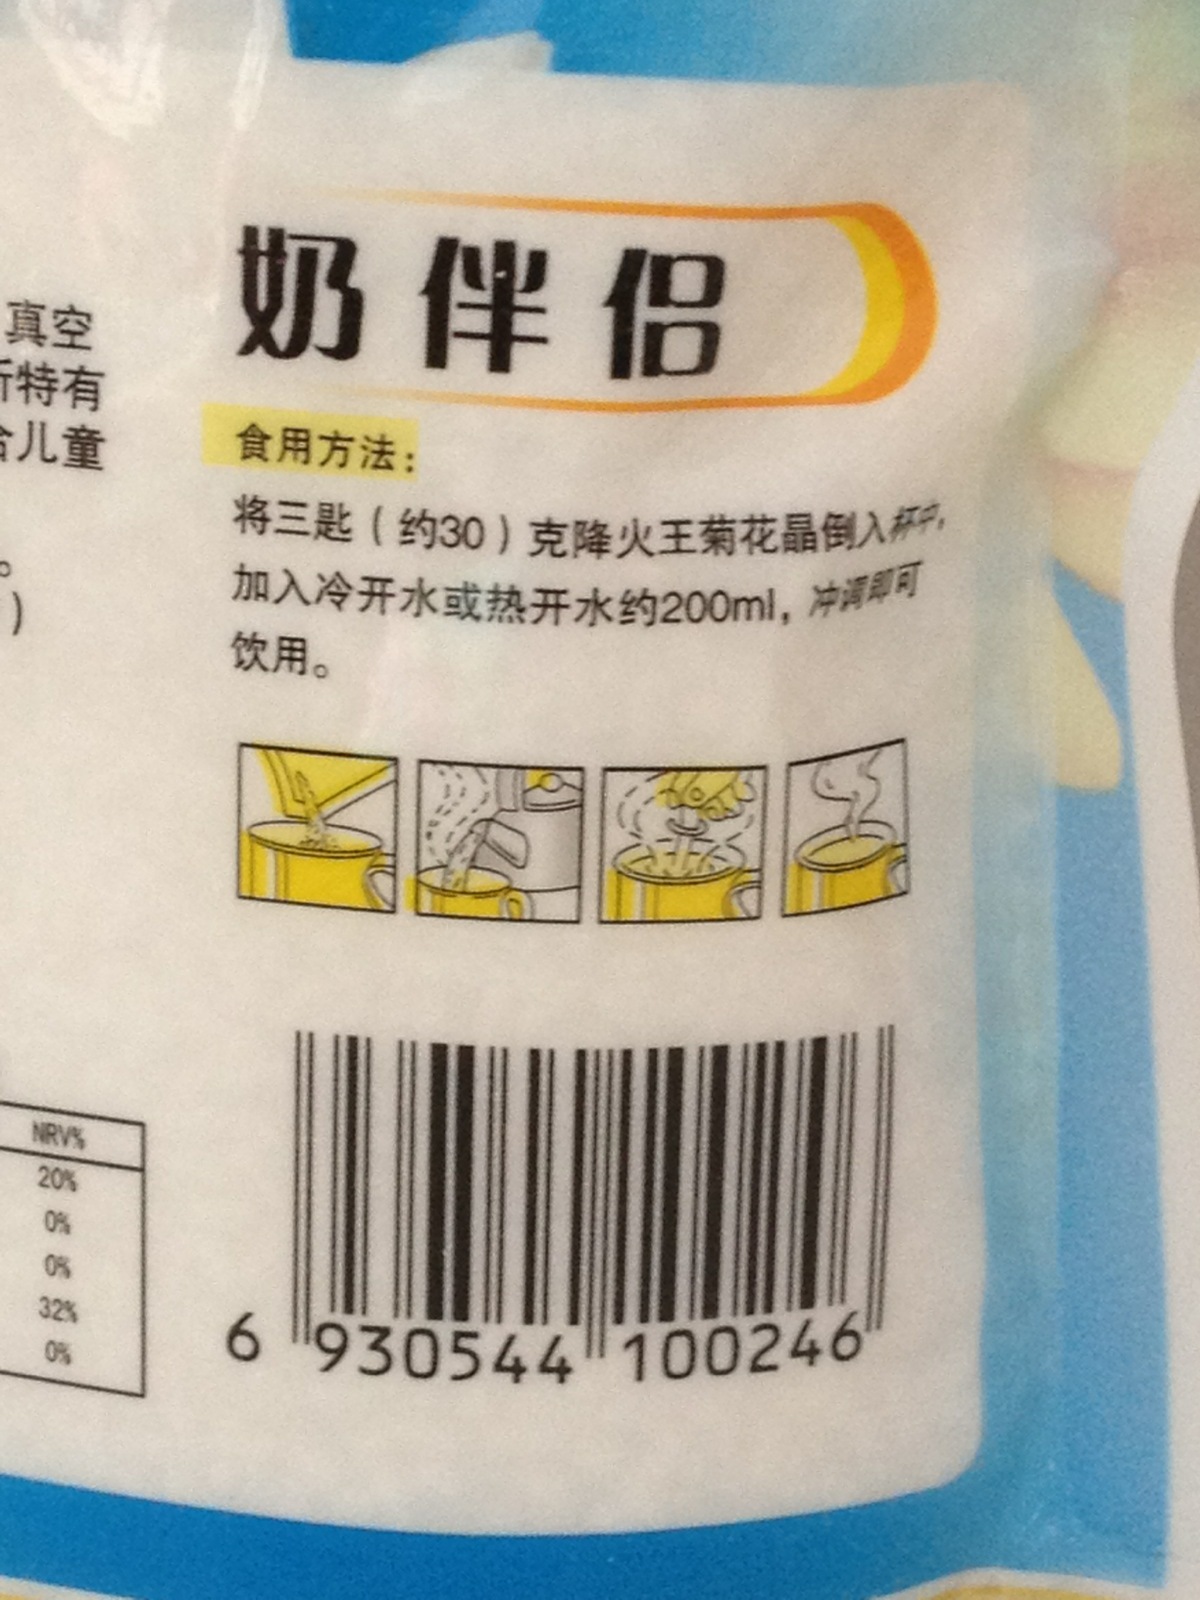 奶伴侣
真空
特有
儿童
。
)
食用方法:
将三匙(约30)克降火王菊花晶倒入杯中,
加入冷开水或热开水约200ml,冲调即可
饮用。
NRV%
20%
0%
0%
32%
0%
6 930544 100246